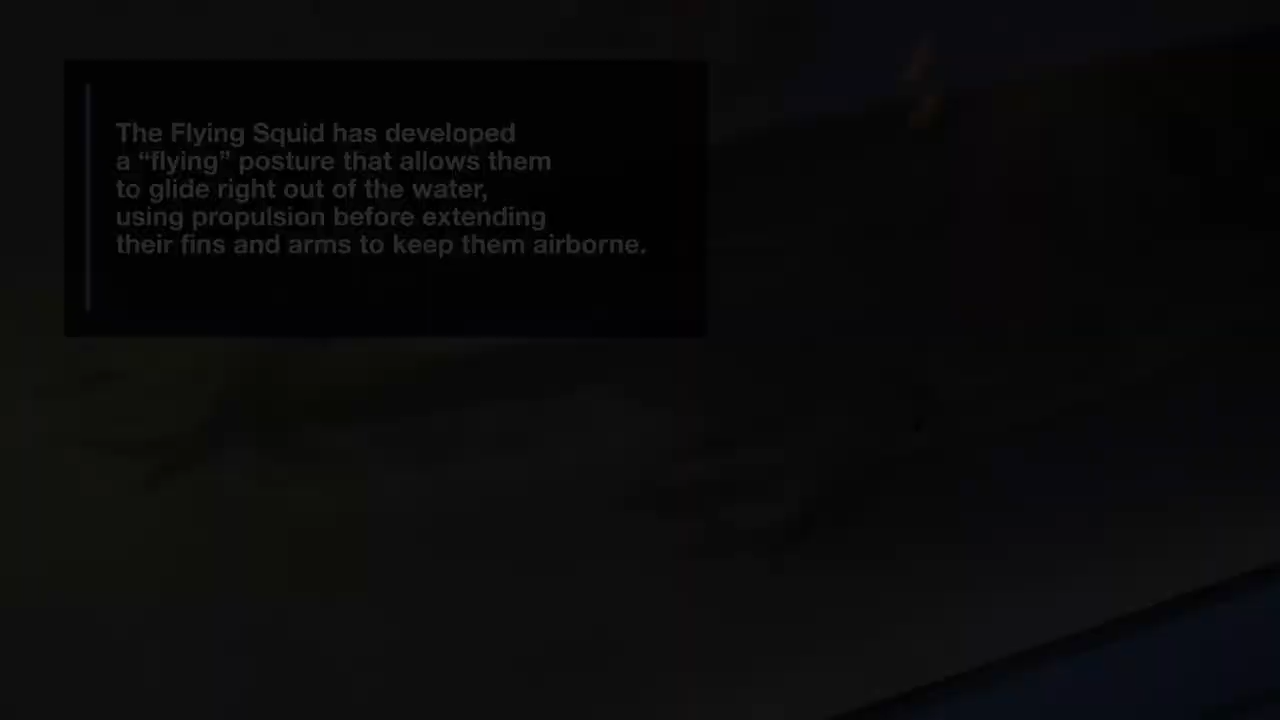 The Flying Squid has developed
a “flying” posture that allows them
to glide right out of the water,
using propulsion before extending
their fins and arms to keep them airborne.